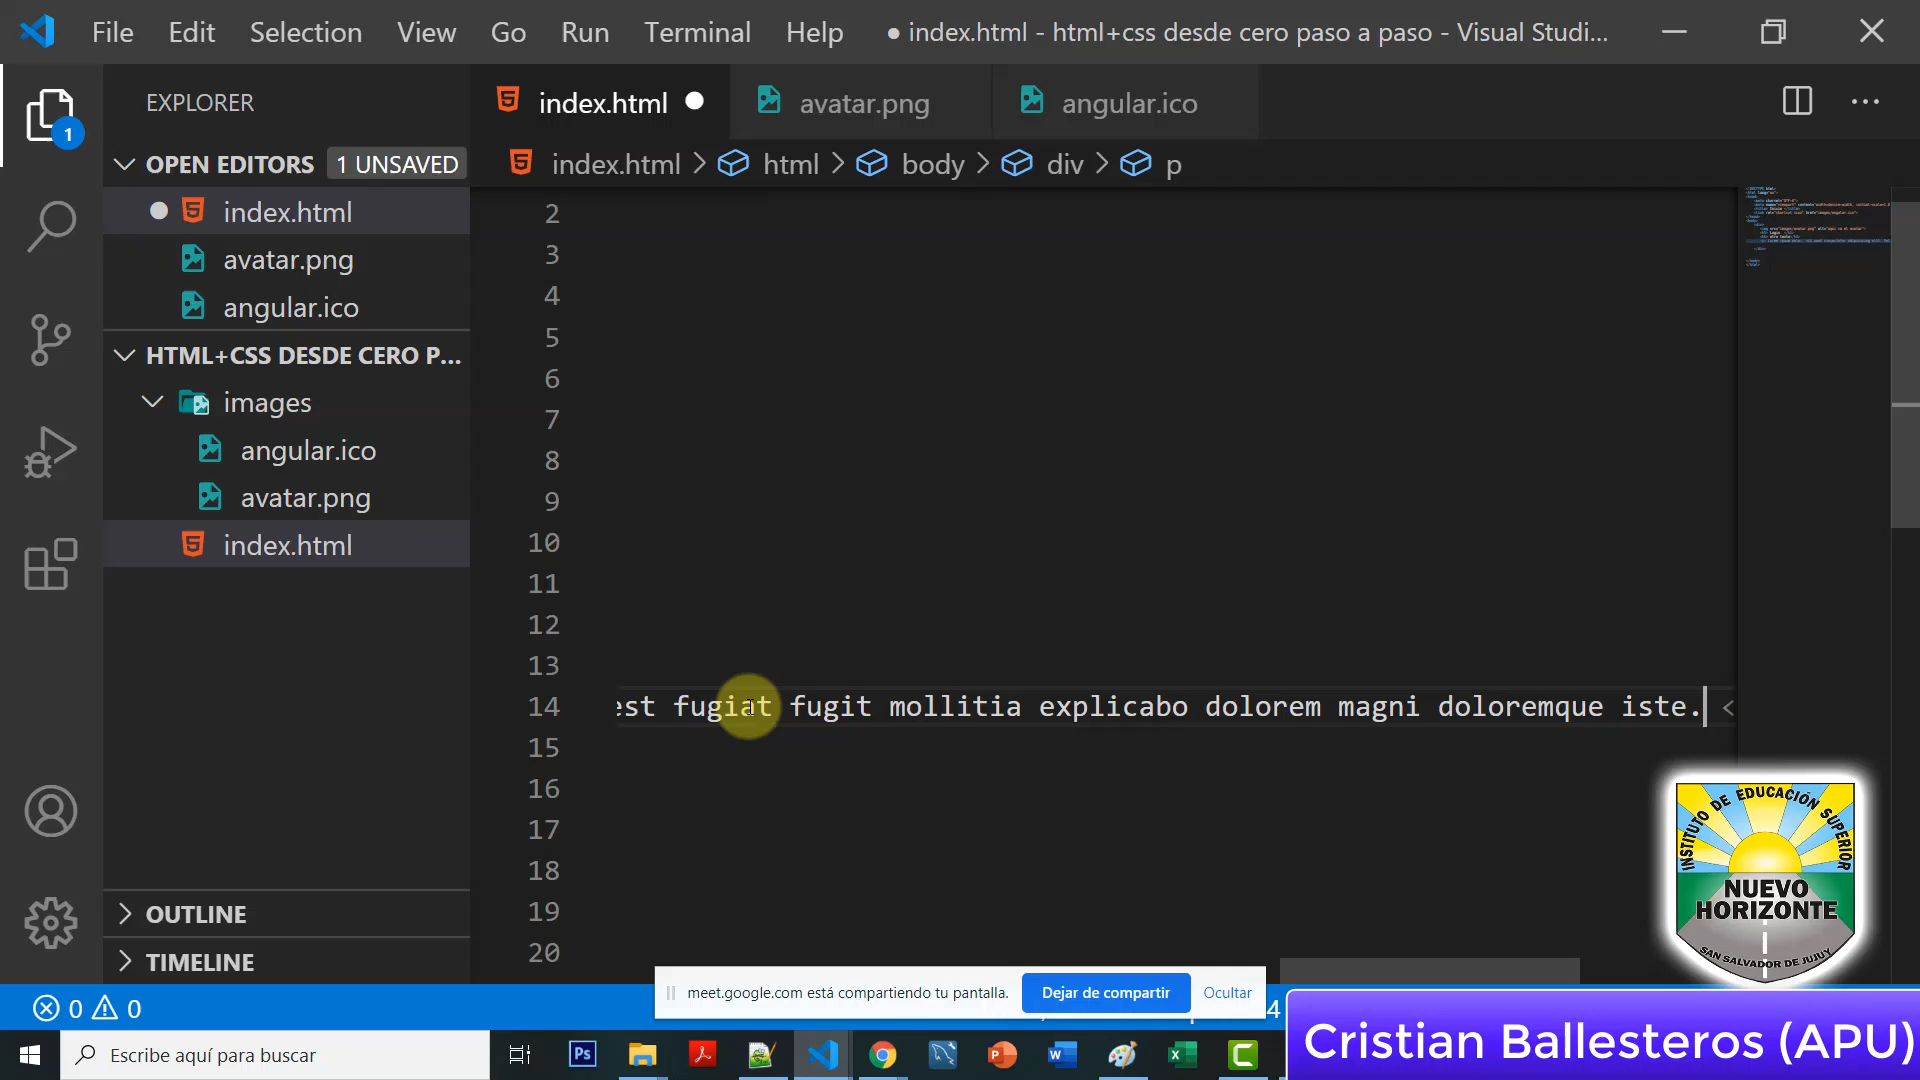 File Edit Selection View Go Run Terminal Help ● index.html - html+css desde cero paso a paso - Visual Studi...
EXPLORER
index.html avatar.png angular.ico
OPEN EDITORS 1 UNSAVED
index.html > html > body > div > p
index.html
avatar.png
angular.ico
HTML+CSS DESDE CERO P...
images
angular.ico
avatar.png
index.html
OUTLINE
TIMELINE
1
2
3
4
5
6
7
8
9
10
11
12
13
14 est fugiat fugit mollitia explicabo dolorem magni doloremque iste. <
15
16
17
18
19
20
INSTITUTO DE EDUCACIÓN SUPERIOR
NUEVO
HORIZONTE
SAN SALVADOR DE JUJUY
meet.google.com está compartiendo tu pantalla. Dejar de compartir Ocultar
0 0
4
Escribe aquí para buscar
Ps
Cristian Ballesteros (APU)